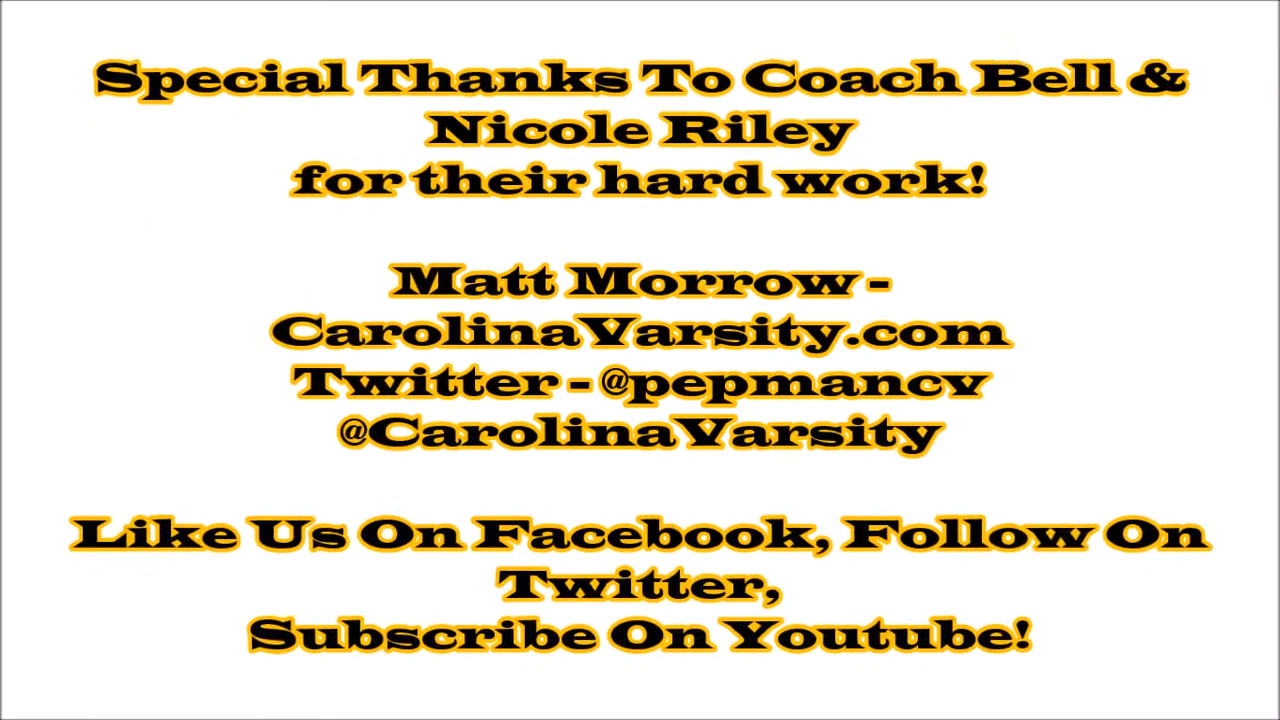 Special Thanks To Coach Bell &
Nicole Riley
for their hard work!
Matt Morrow -
CarolinaVarsity.com
Twitter - @pepmancv
@CarolinaVarsity
Like Us On Facebook, Follow On
Twitter,
Subscribe On Youtube!